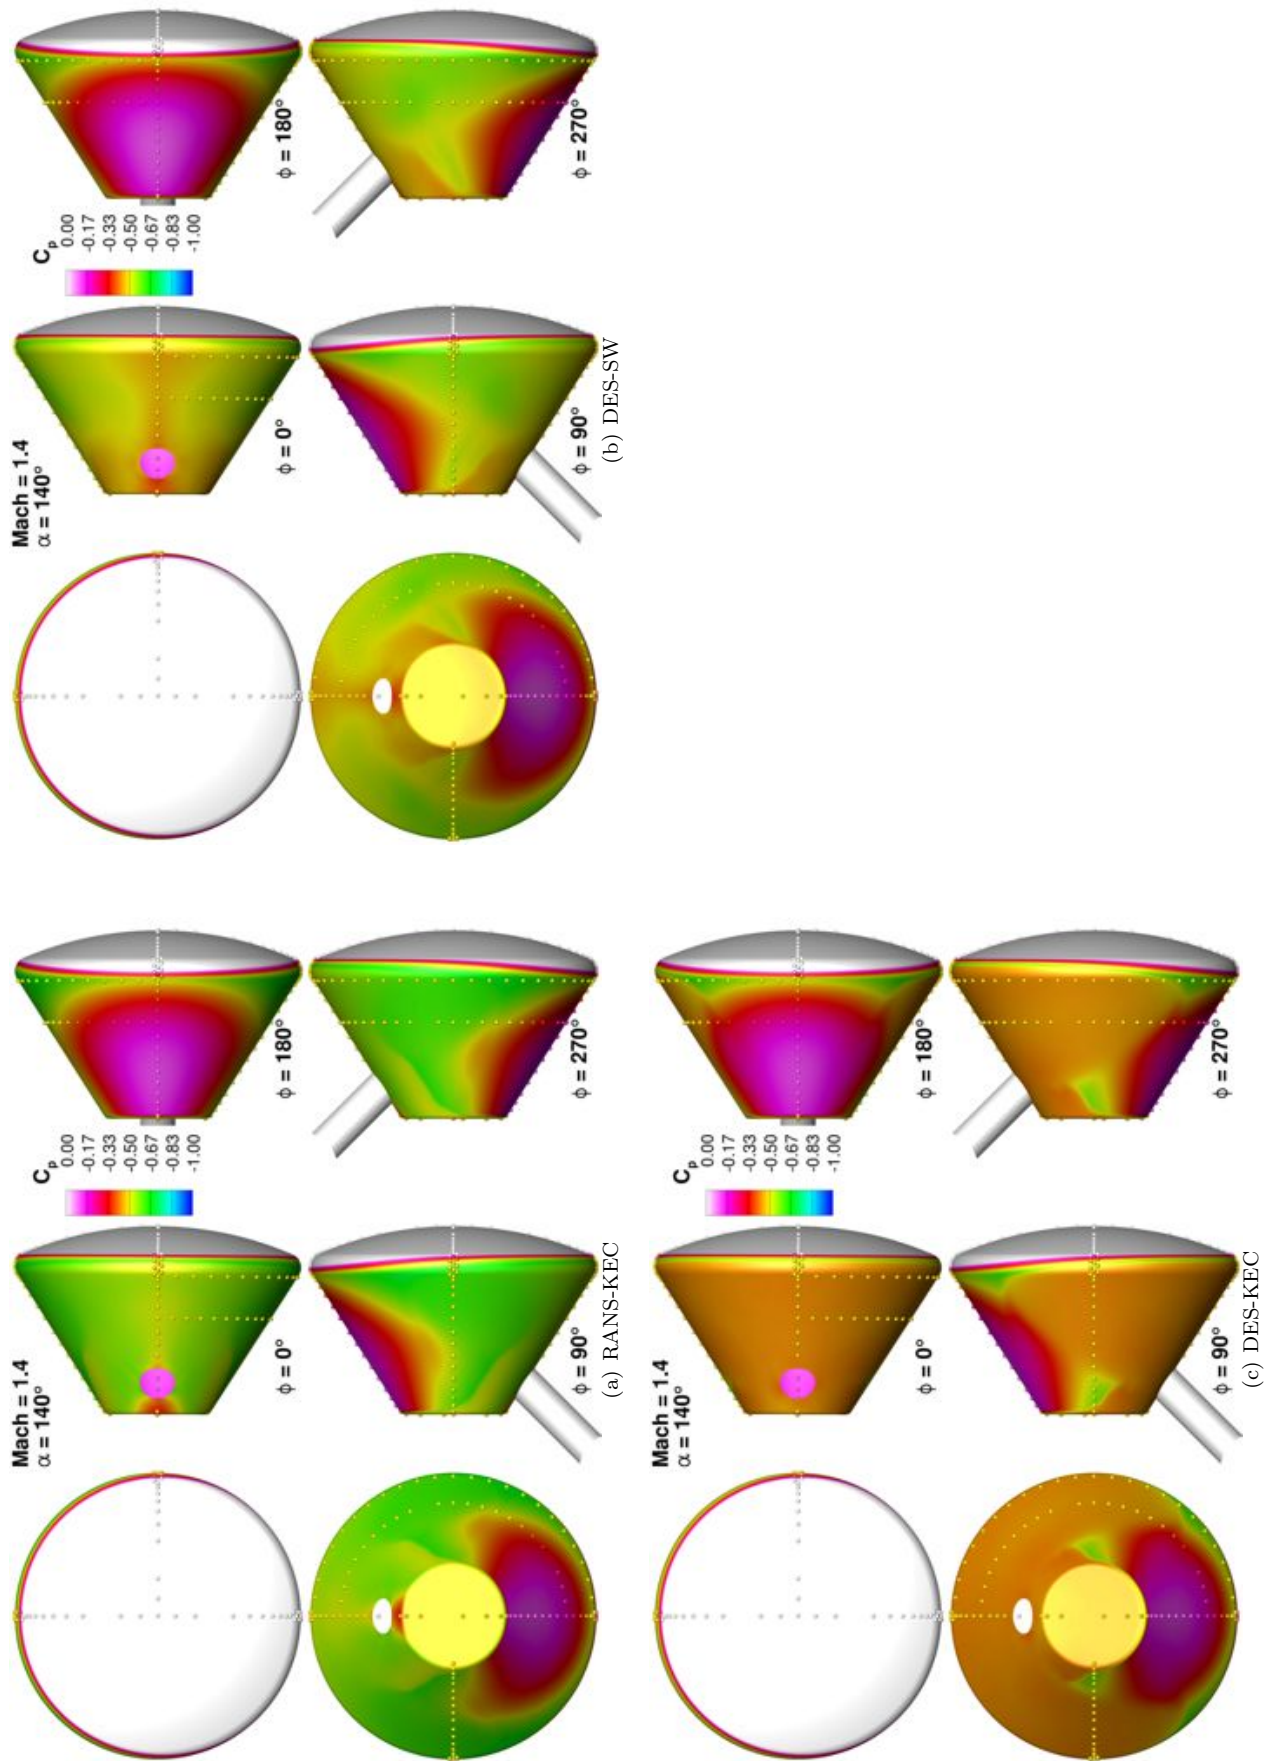 Mach = 1.4
α = 140°
C_p
0.00
-0.17
-0.33
-0.50
-0.67
-0.83
-1.00
ϕ = 0°
ϕ = 180°
ϕ = 90°
ϕ = 270°
(a) RANS-KEC
Mach = 1.4
α = 140°
C_p
0.00
-0.17
-0.33
-0.50
-0.67
-0.83
-1.00
ϕ = 0°
ϕ = 180°
ϕ = 90°
ϕ = 270°
(b) DES-SW
Mach = 1.4
α = 140°
C_p
0.00
-0.17
-0.33
-0.50
-0.67
-0.83
-1.00
ϕ = 0°
ϕ = 180°
ϕ = 90°
ϕ = 270°
(c) DES-KEC